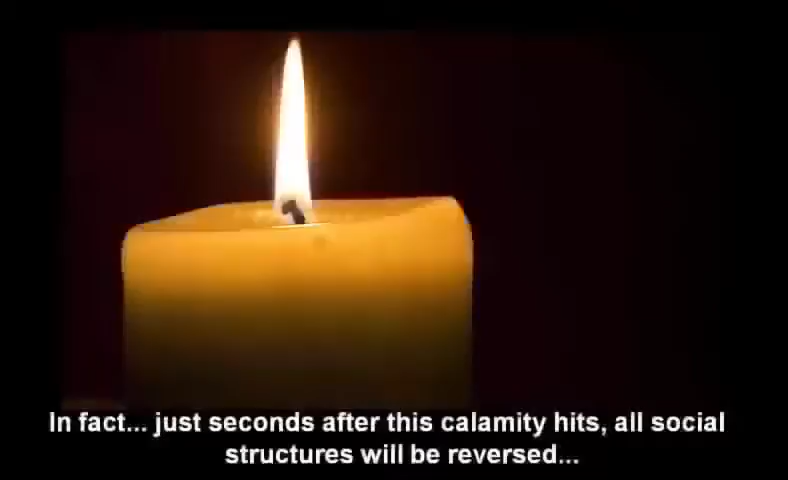 In fact... just seconds after this calamity hits, all social
structures will be reversed...